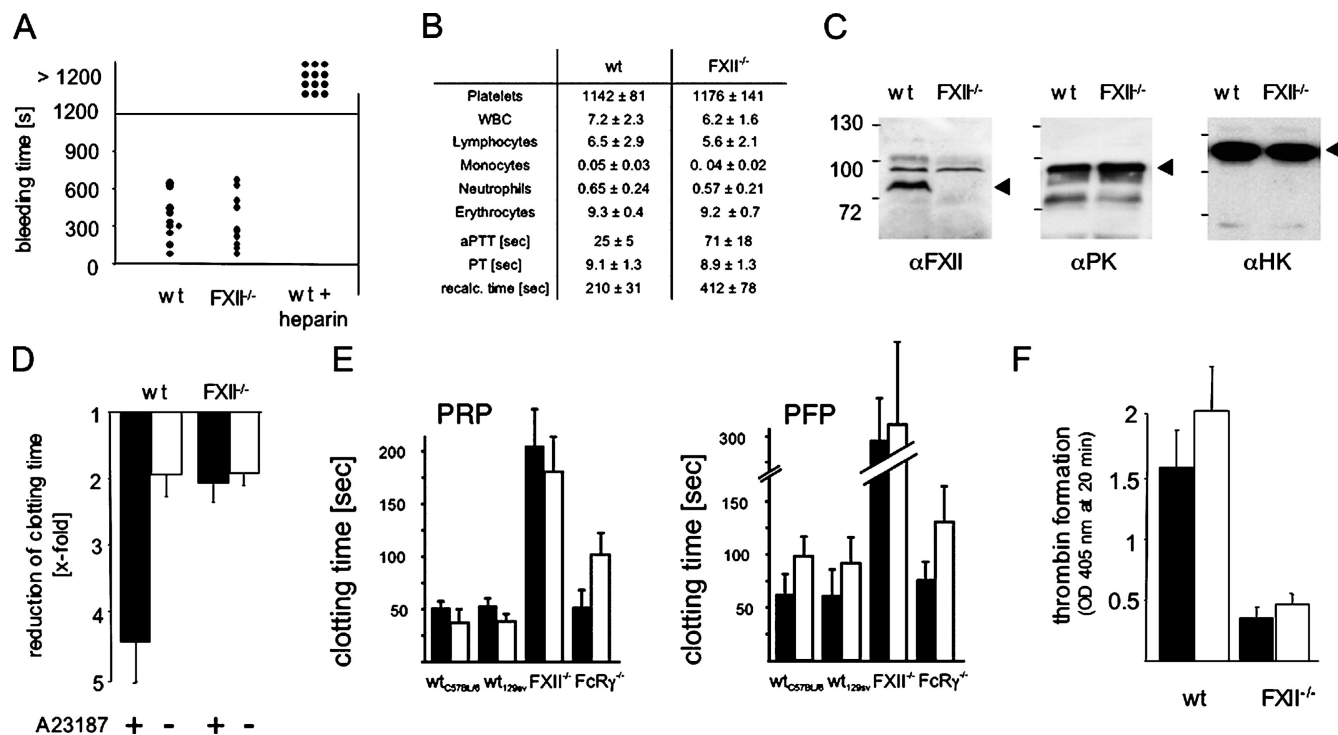 A
bleeding time [s]
> 1200
1200
900
600
300
0
wt
FXII-/-
wt +
heparin
B
wt FXII-/-
Platelets 1142 ± 81 1176 ± 141
WBC 7.2 ± 2.3 6.2 ± 1.6
Lymphocytes 6.5 ± 2.9 5.6 ± 2.1
Monocytes 0.05 ± 0.03 0. 04 ± 0.02
Neutrophils 0.65 ± 0.24 0.57 ± 0.21
Erythrocytes 9.3 ± 0.4 9.2 ± 0.7
aPTT [sec] 25 ± 5 71 ± 18
PT [sec] 9.1 ± 1.3 8.9 ± 1.3
recalc. time [sec] 210 ± 31 412 ± 78
C
wt FXII-/- wt FXII-/- wt FXII-/-
130
100
72
αFXII αPK αHK
D
wt FXII-/-
reduction of clotting time
[x-fold]
1
2
3
4
5
A23187 + - + -
E
PRP
clotting time [sec]
200
150
100
50
wtC57BL/6 wt129sv FXII-/- FcRγ-/-
PFP
clotting time [sec]
300
150
100
50
wtC57BL/6 wt129sv FXII-/- FcRγ-/-
F
thrombin formation
(OD 405 nm at 20 min)
2
1.5
1
0.5
wt FXII-/-